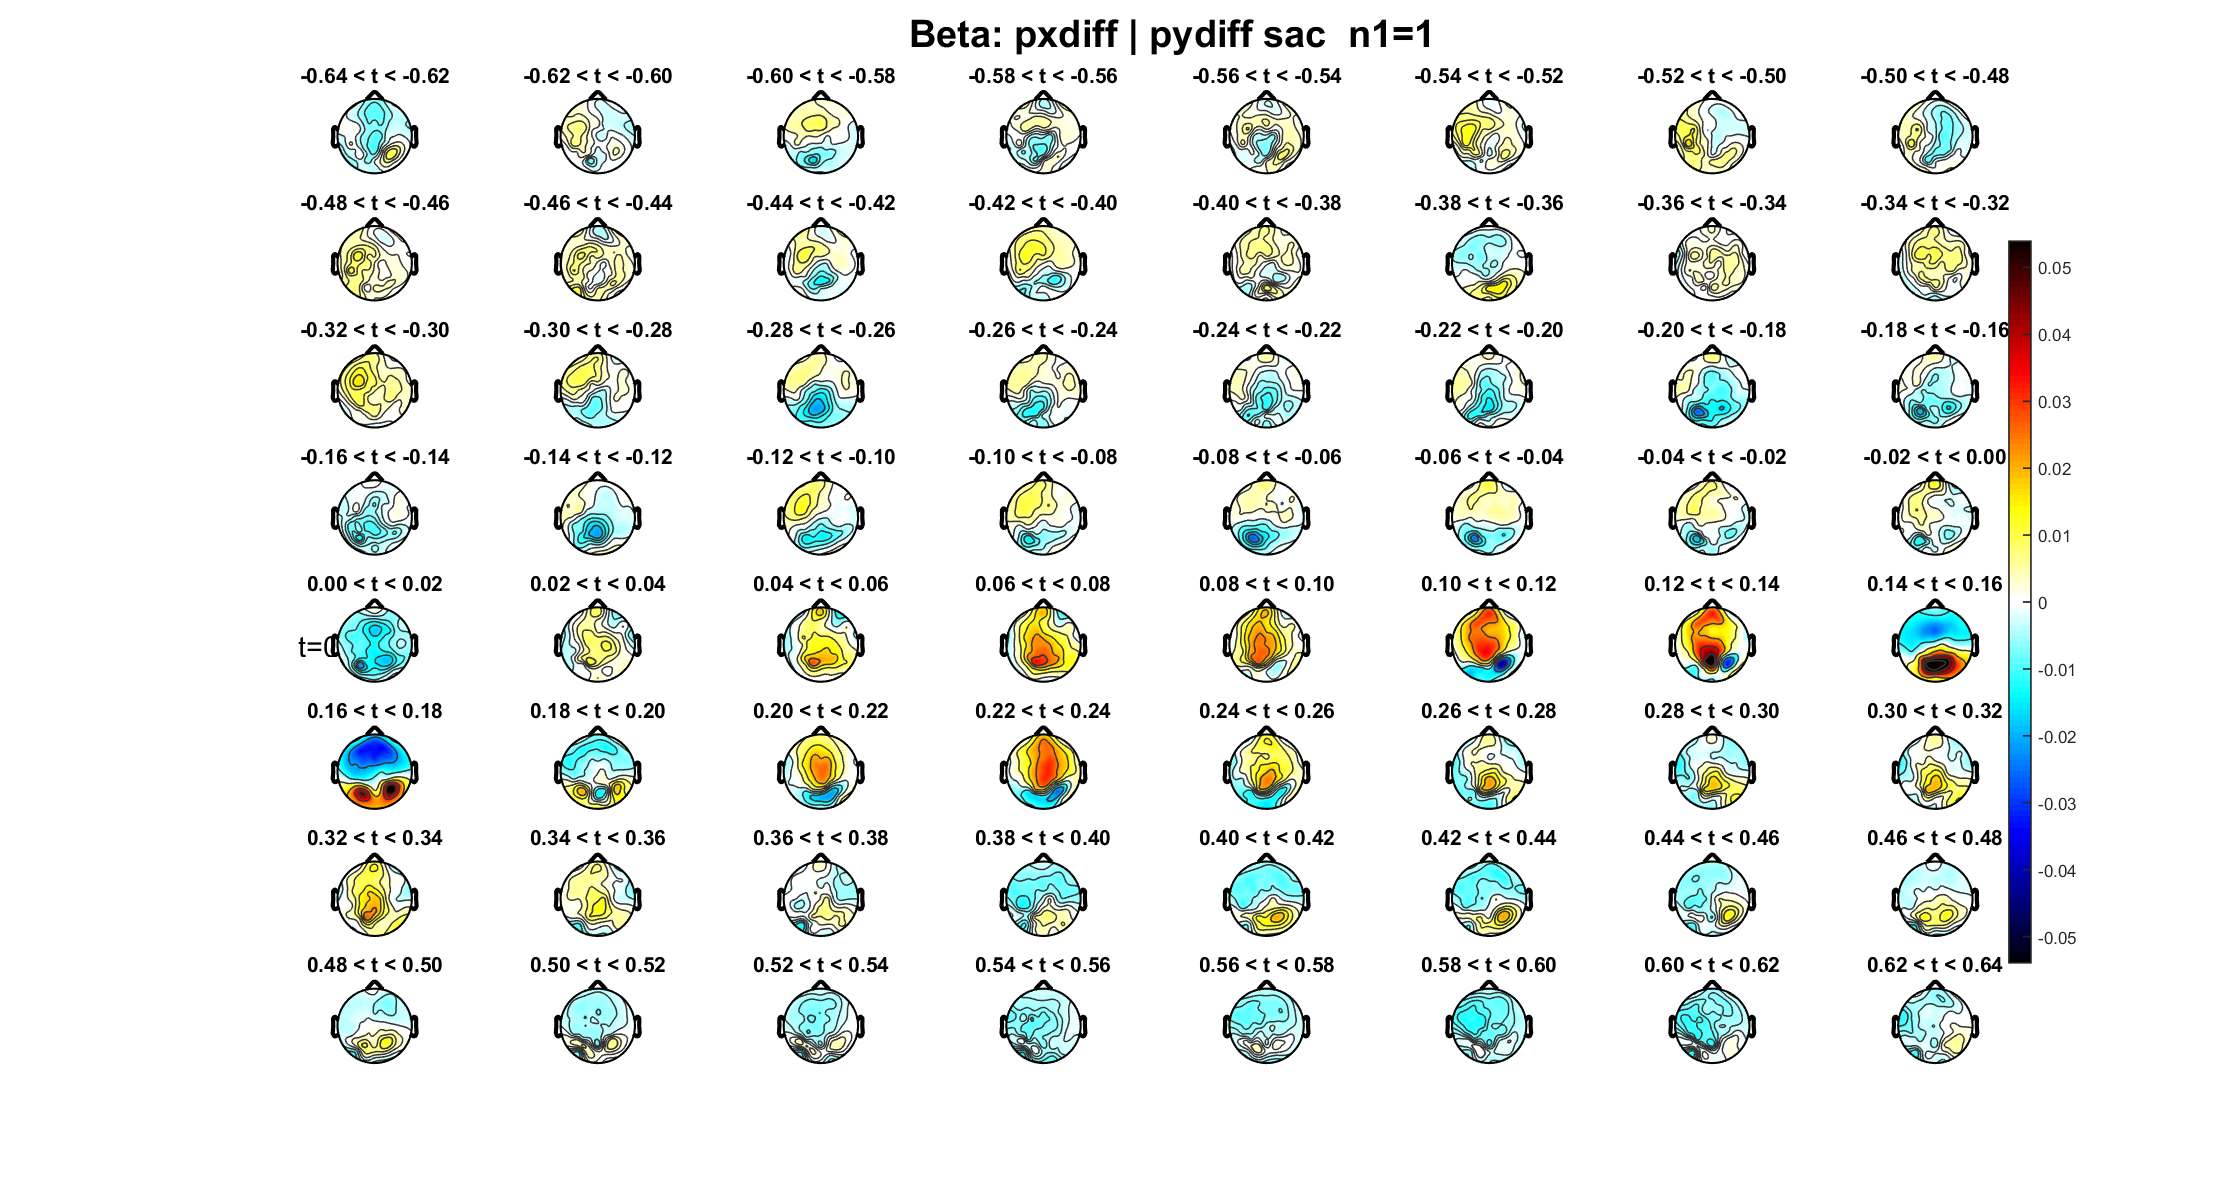 Beta: pxdiff | pydiff sac  n1=1
-0.64 < t < -0.62
-0.62 < t < -0.60
-0.60 < t < -0.58
-0.58 < t < -0.56
-0.56 < t < -0.54
-0.54 < t < -0.52
-0.52 < t < -0.50
-0.50 < t < -0.48
-0.48 < t < -0.46
-0.46 < t < -0.44
-0.44 < t < -0.42
-0.42 < t < -0.40
-0.40 < t < -0.38
-0.38 < t < -0.36
-0.36 < t < -0.34
-0.34 < t < -0.32
-0.32 < t < -0.30
-0.30 < t < -0.28
-0.28 < t < -0.26
-0.26 < t < -0.24
-0.24 < t < -0.22
-0.22 < t < -0.20
-0.20 < t < -0.18
-0.18 < t < -0.16
-0.16 < t < -0.14
-0.14 < t < -0.12
-0.12 < t < -0.10
-0.10 < t < -0.08
-0.08 < t < -0.06
-0.06 < t < -0.04
-0.04 < t < -0.02
-0.02 < t < 0.00
0.00 < t < 0.02
0.02 < t < 0.04
0.04 < t < 0.06
0.06 < t < 0.08
0.08 < t < 0.10
0.10 < t < 0.12
0.12 < t < 0.14
0.14 < t < 0.16
t=0
0.16 < t < 0.18
0.18 < t < 0.20
0.20 < t < 0.22
0.22 < t < 0.24
0.24 < t < 0.26
0.26 < t < 0.28
0.28 < t < 0.30
0.30 < t < 0.32
0.32 < t < 0.34
0.34 < t < 0.36
0.36 < t < 0.38
0.38 < t < 0.40
0.40 < t < 0.42
0.42 < t < 0.44
0.44 < t < 0.46
0.46 < t < 0.48
0.48 < t < 0.50
0.50 < t < 0.52
0.52 < t < 0.54
0.54 < t < 0.56
0.56 < t < 0.58
0.58 < t < 0.60
0.60 < t < 0.62
0.62 < t < 0.64
0.05
0.04
0.03
0.02
0.01
0
-0.01
-0.02
-0.03
-0.04
-0.05